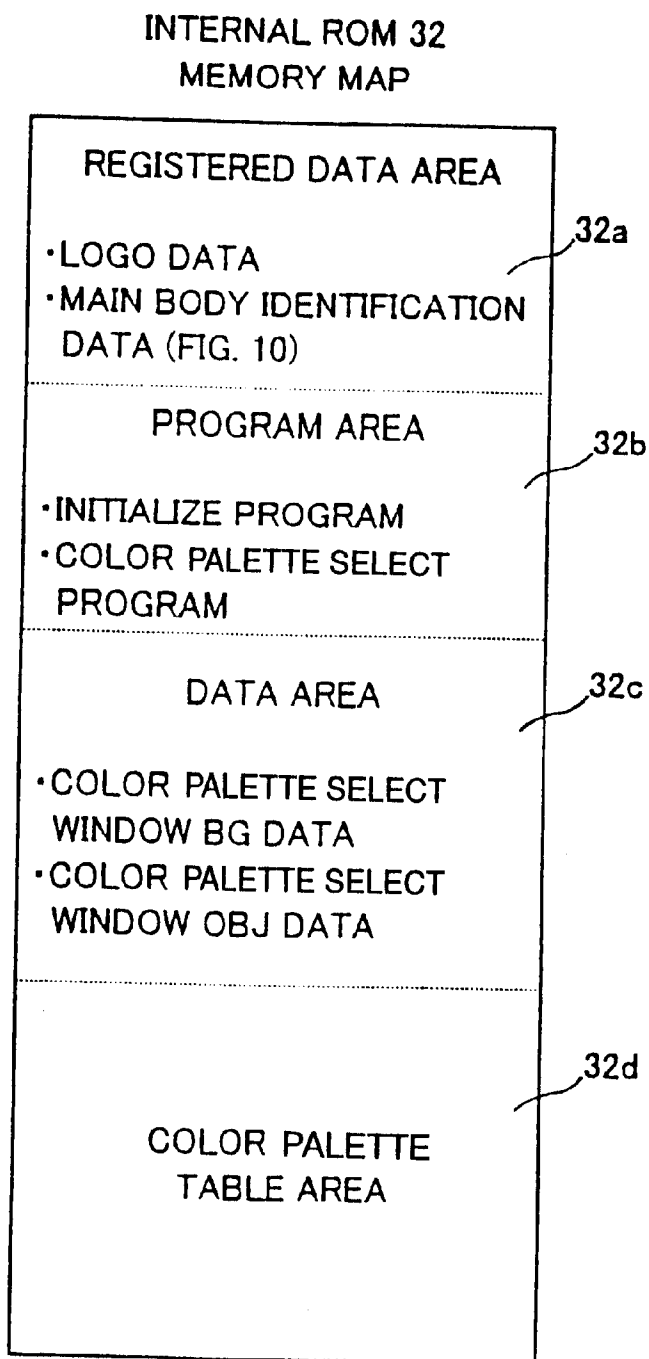 INTERNAL ROM 32
MEMORY MAP
REGISTERED DATA AREA
32a
·LOGO DATA
·MAIN BODY IDENTIFICATION
DATA (FIG. 10)
PROGRAM AREA
32b
·INITIALIZE PROGRAM
·COLOR PALETTE SELECT
PROGRAM
DATA AREA
32c
·COLOR PALETTE SELECT
WINDOW BG DATA
·COLOR PALETTE SELECT
WINDOW OBJ DATA
32d
COLOR PALETTE
TABLE AREA